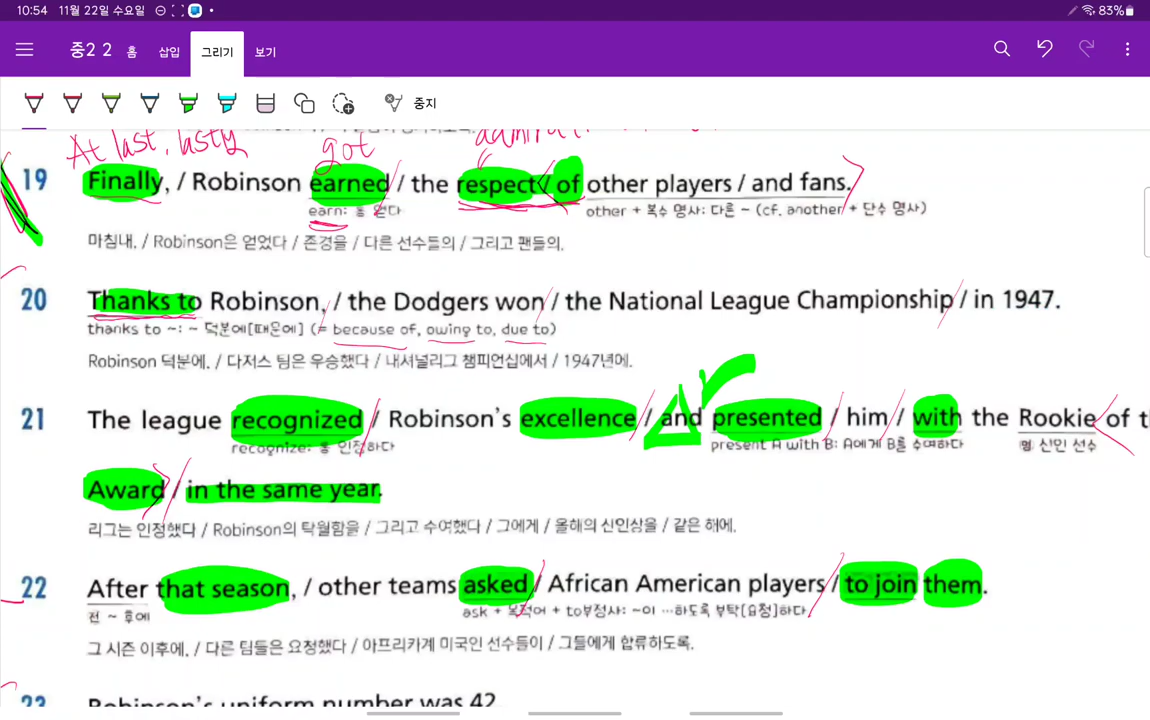 10:54 11월 22일 수요일 83%
중2 2 홈 삽입 그리기 보기
중지
At last, lasty got
19 Finally, / Robinson earned / the respect / of other players / and fans.
earn: 동 얻다 other + 복수 명사: 다른 ~ (cf. another + 단수 명사)
마침내, / Robinson은 얻었다 / 존경을 / 다른 선수들의 / 그리고 팬들의.
20 Thanks to Robinson, / the Dodgers won / the National League Championship / in 1947.
thanks to ~: ~ 덕분에[때문에] (= because of, owing to, due to)
Robinson 덕분에, / 다저스 팀은 우승했다 / 내셔널리그 챔피언십에서 / 1947년에.
21 The league recognized / Robinson's excellence / and presented / him / with the Rookie of t
recognize: 동 인정하다 present A with B: A에게 B를 수여하다 명 신인 선수
Award / in the same year.
리그는 인정했다 / Robinson의 탁월함을 / 그리고 수여했다 / 그에게 / 올해의 신인상을 / 같은 해에.
22 After that season, / other teams asked / African American players / to join them.
전 ~ 후에 ask + 목적어 + to부정사: ~이 …하도록 부탁[요청]하다
그 시즌 이후에, / 다른 팀들은 요청했다 / 아프리카계 미국인 선수들이 / 그들에게 합류하도록.
23 Robinson's uniform number was 42.